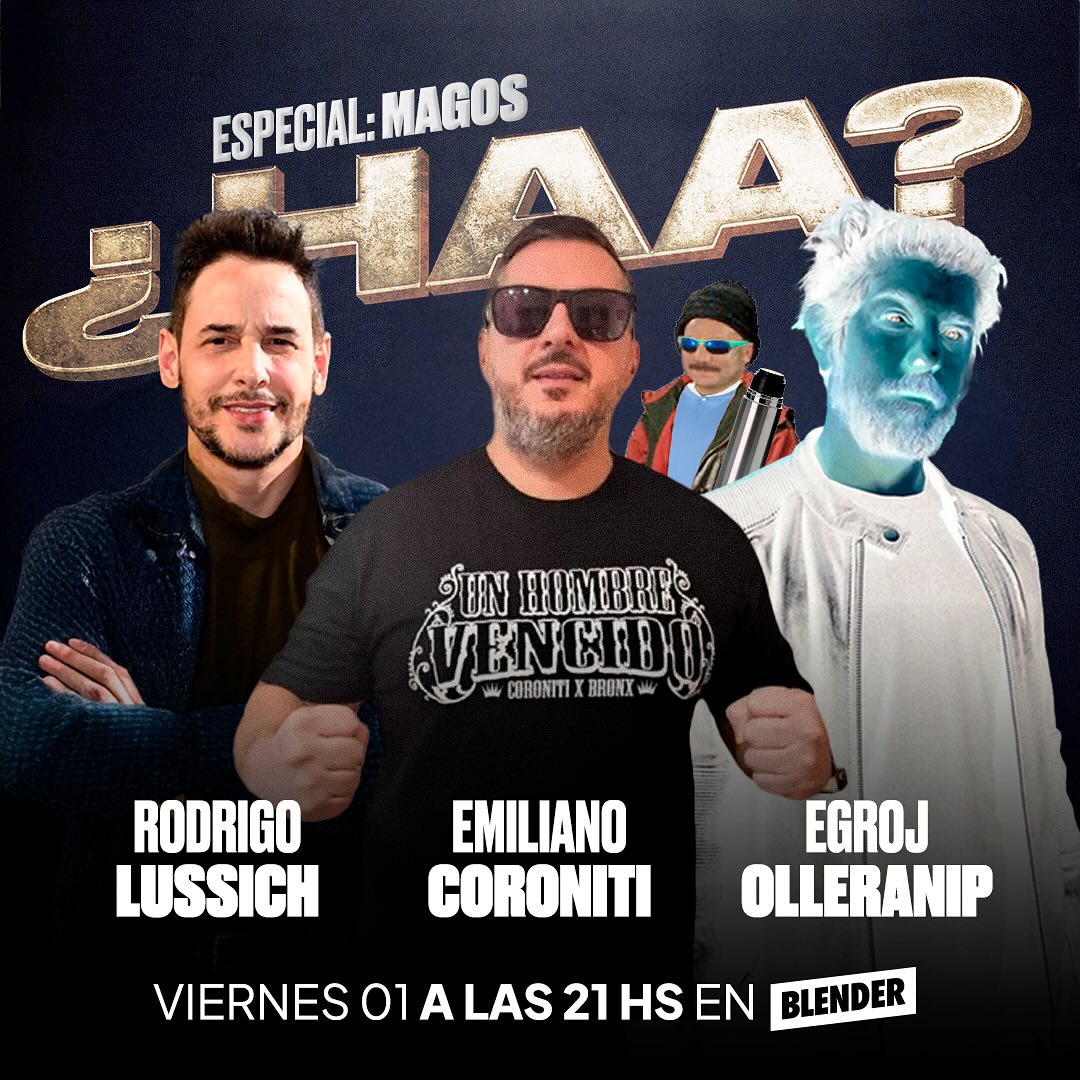 ESPECIAL: MAGOS
¿HAA?
UN HOMBRE
VENCIDO
CORONITI X BRONX
RODRIGO
LUSSICH
EMILIANO
CORONITI
EGROJ
OLLERANIP
VIERNES 01 A LAS 21 HS EN BLENDER